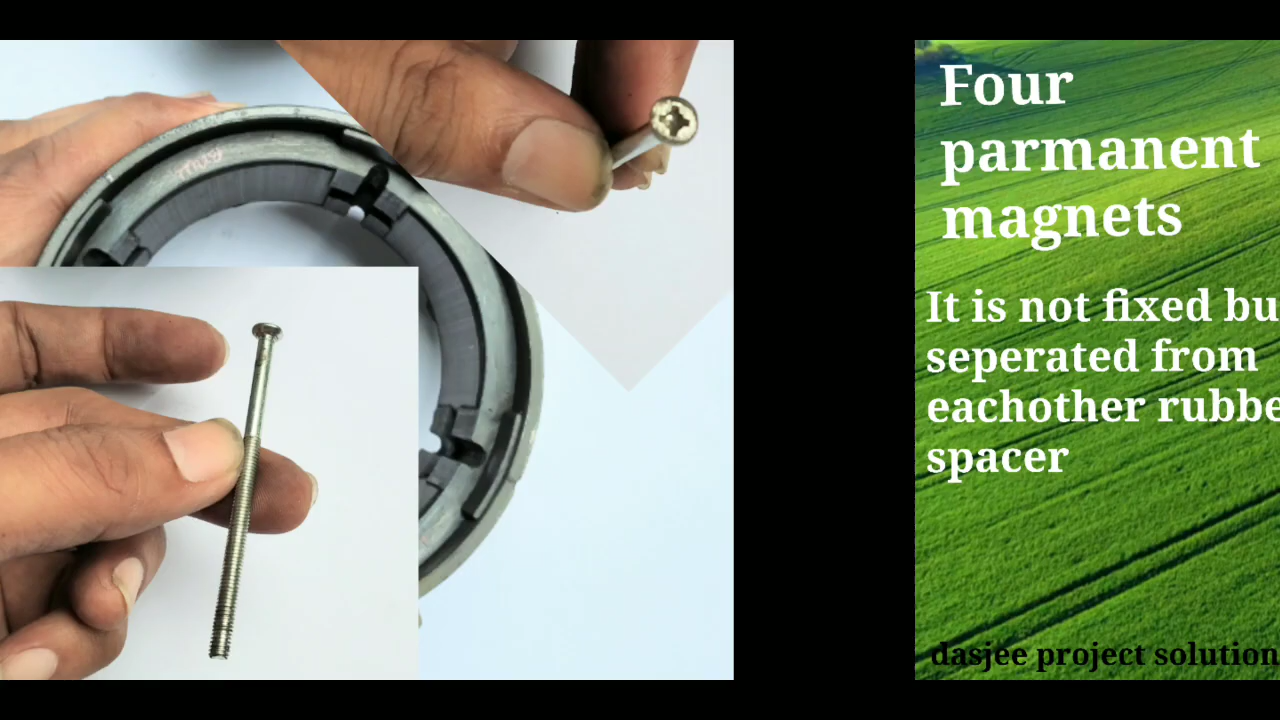 Four
parmanent
magnets
It is not fixed bu
seperated from
eachother rubbe
spacer
dasjee project solution